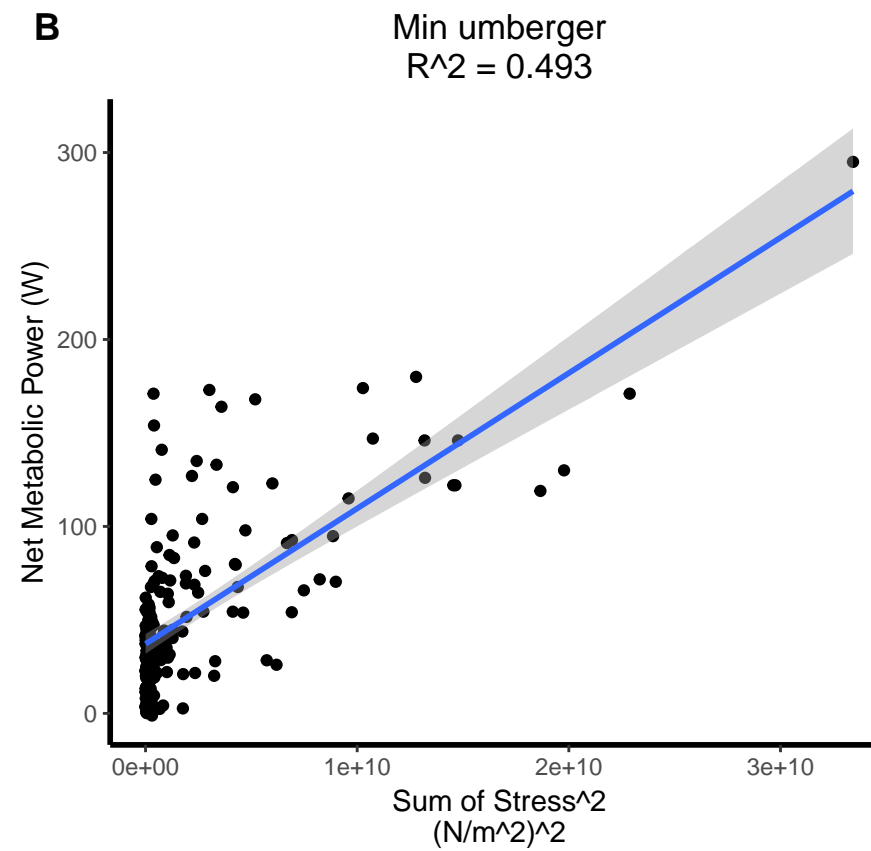 B
Min umberger
R^2 = 0.493
300
200
100
0
Net Metabolic Power (W)
0e+00 1e+10 2e+10 3e+10
Sum of Stress^2
(N/m^2)^2